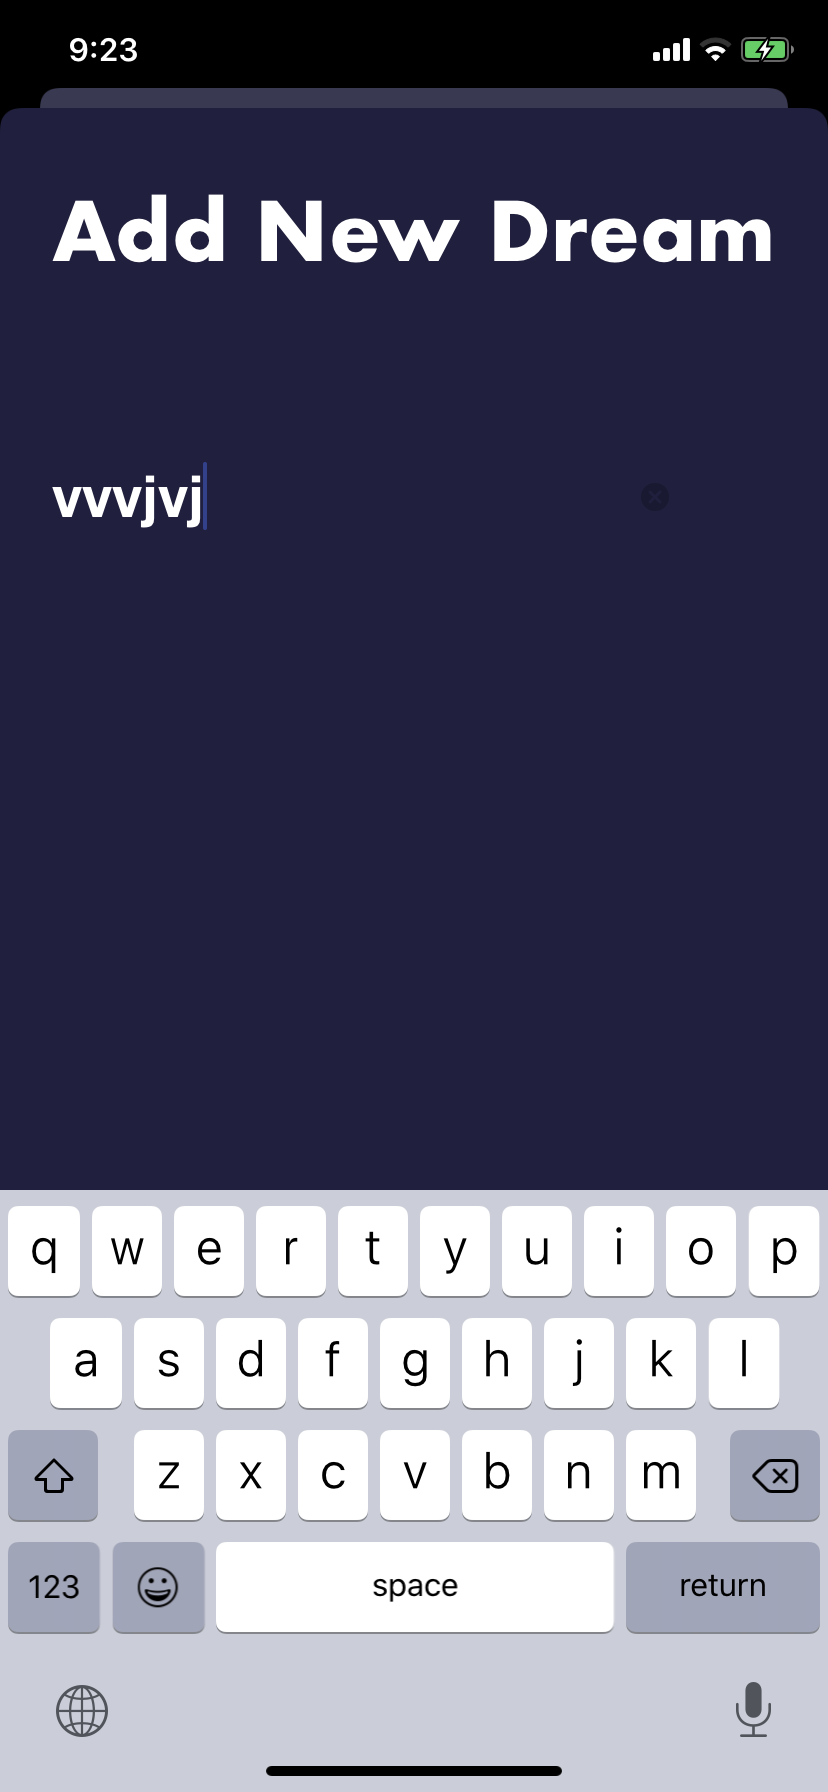 9:23
Add New Dream
vvvjvj
q w e r t y u i o p
a s d f g h j k l
z x c v b n m
123 space return